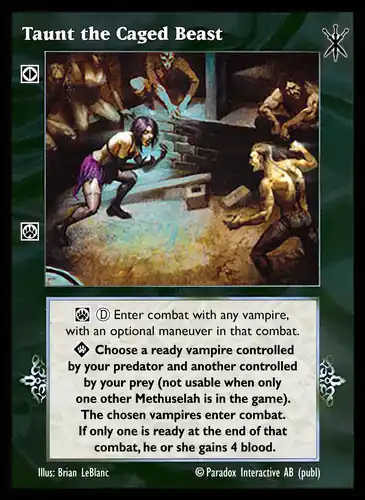 Taunt the Caged Beast
D Enter combat with any vampire,
with an optional maneuver in that combat.
Choose a ready vampire controlled
by your predator and another controlled
by your prey (not usable when only
one other Methuselah is in the game).
The chosen vampires enter combat.
If only one is ready at the end of that
combat, he or she gains 4 blood.
Illus: Brian LeBlanc
© Paradox Interactive AB (publ)